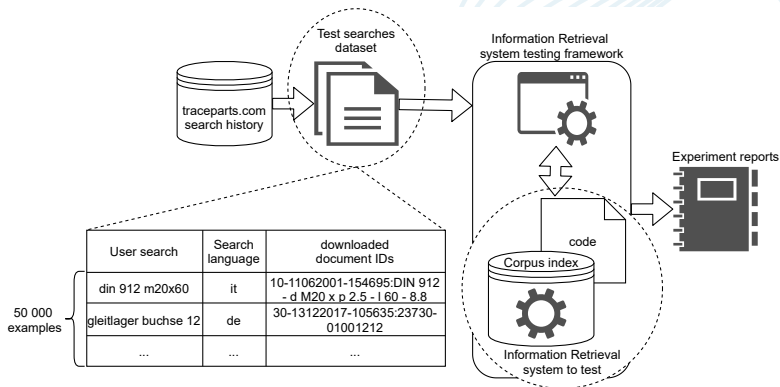 Test searches
dataset
Information Retrieval
system testing framework
traceparts.com
search history
Experiment reports
code
Corpus index
Information Retrieval
system to test
50 000
examples
User search
Search
language
downloaded
document IDs
din 912 m20x60
it
10-11062001-154695:DIN 912
- d M20 x p 2.5 - l 60 - 8.8
gleitlager buchse 12
de
30-13122017-105635:23730-
01001212
...
...
...